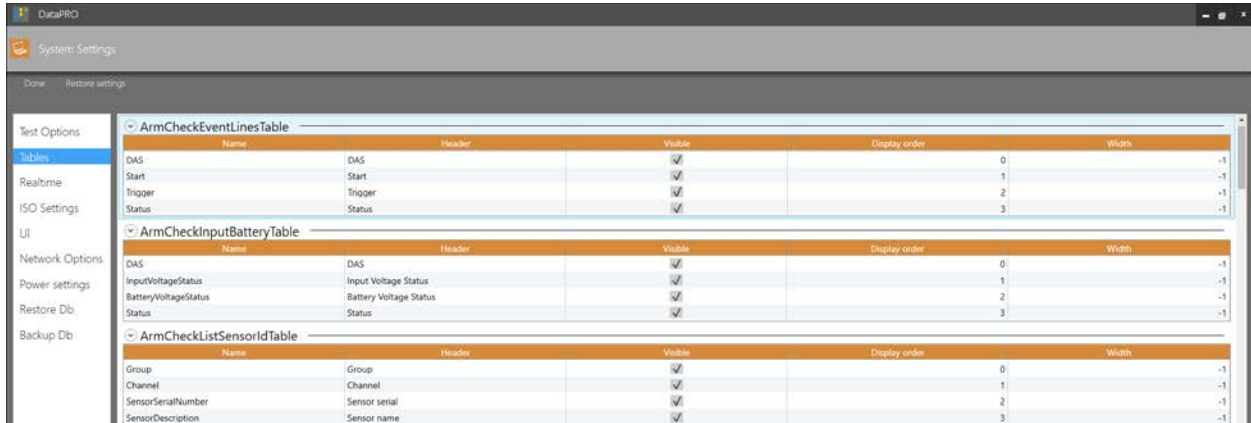 DataPRO
System Settings
Done Restore settings
Test Options
Tables
Realtime
ISO Settings
UI
Network Options
Power settings
Restore Db
Backup Db
ArmCheckEventLinesTable
Name Header Visible Display order Width
DAS DAS 0 -1
Start Start 1 -1
Trigger Trigger 2 -1
Status Status 3 -1
ArmCheckInputBatteryTable
Name Header Visible Display order Width
DAS DAS 0 -1
InputVoltageStatus Input Voltage Status 1 -1
BatteryVoltageStatus Battery Voltage Status 2 -1
Status Status 3 -1
ArmCheckListSensorIdTable
Name Header Visible Display order Width
Group Group 0 -1
Channel Channel 1 -1
SensorSerialNumber Sensor serial 2 -1
SensorDescription Sensor name 3 -1